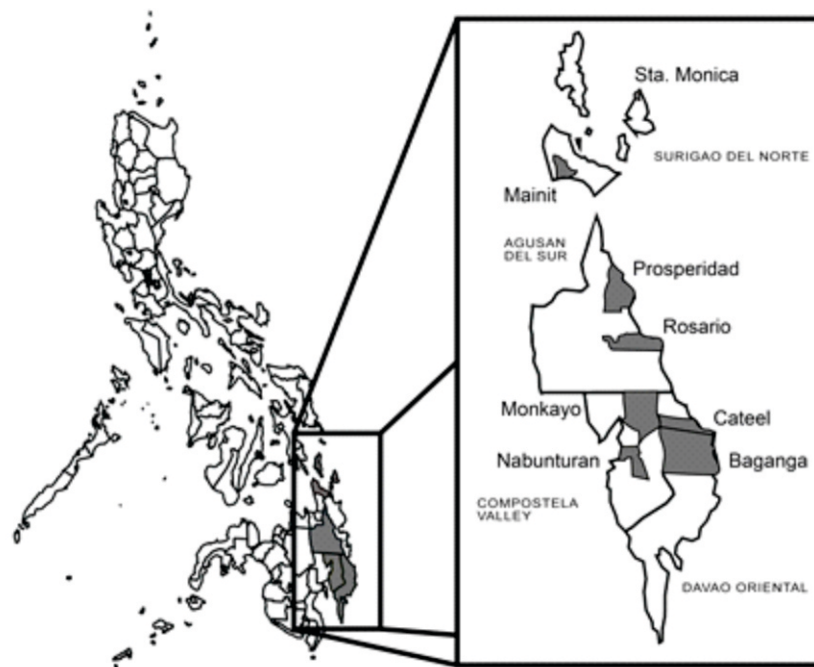 Sta. Monica
SURIGAO DEL NORTE
Mainit
AGUSAN
DEL SUR
Prosperidad
Rosario
Monkayo
Cateel
Nabunturan
Baganga
COMPOSTELA
VALLEY
DAVAO ORIENTAL